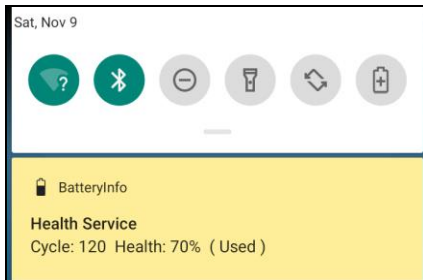 Sat, Nov 9
?
BatteryInfo
Health Service
Cycle: 120 Health: 70% ( Used )